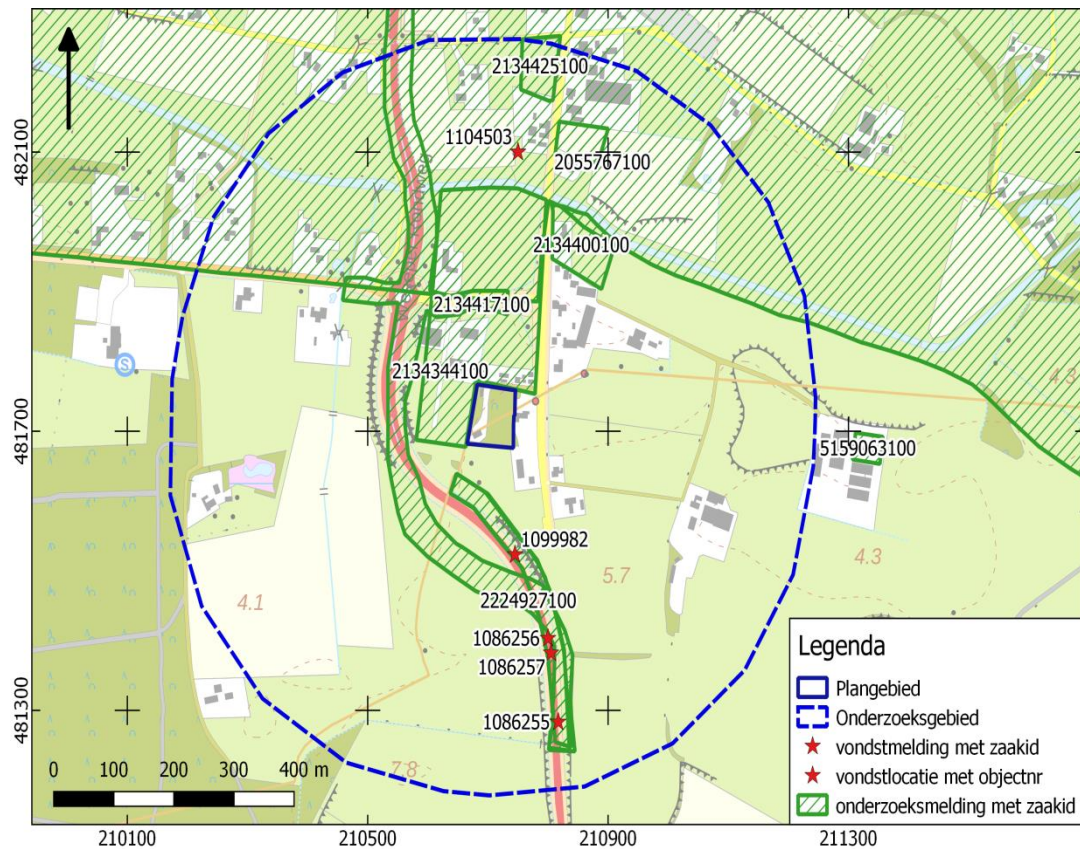 2134425100
482100
1104503
2055767100
2134400100
2134417100
4.3
S
2134344100
481700
5159063100
1099982
4.3
5.7
4.1
2224927100
1086256
1086257
481300
1086255
7.8
0 100 200 300 400 m
Legenda
Plangebied
Onderzoeksgebied
vondstmelding met zaakid
vondstlocatie met objectnr
onderzoeksmelding met zaakid
210100 210500 210900 211300